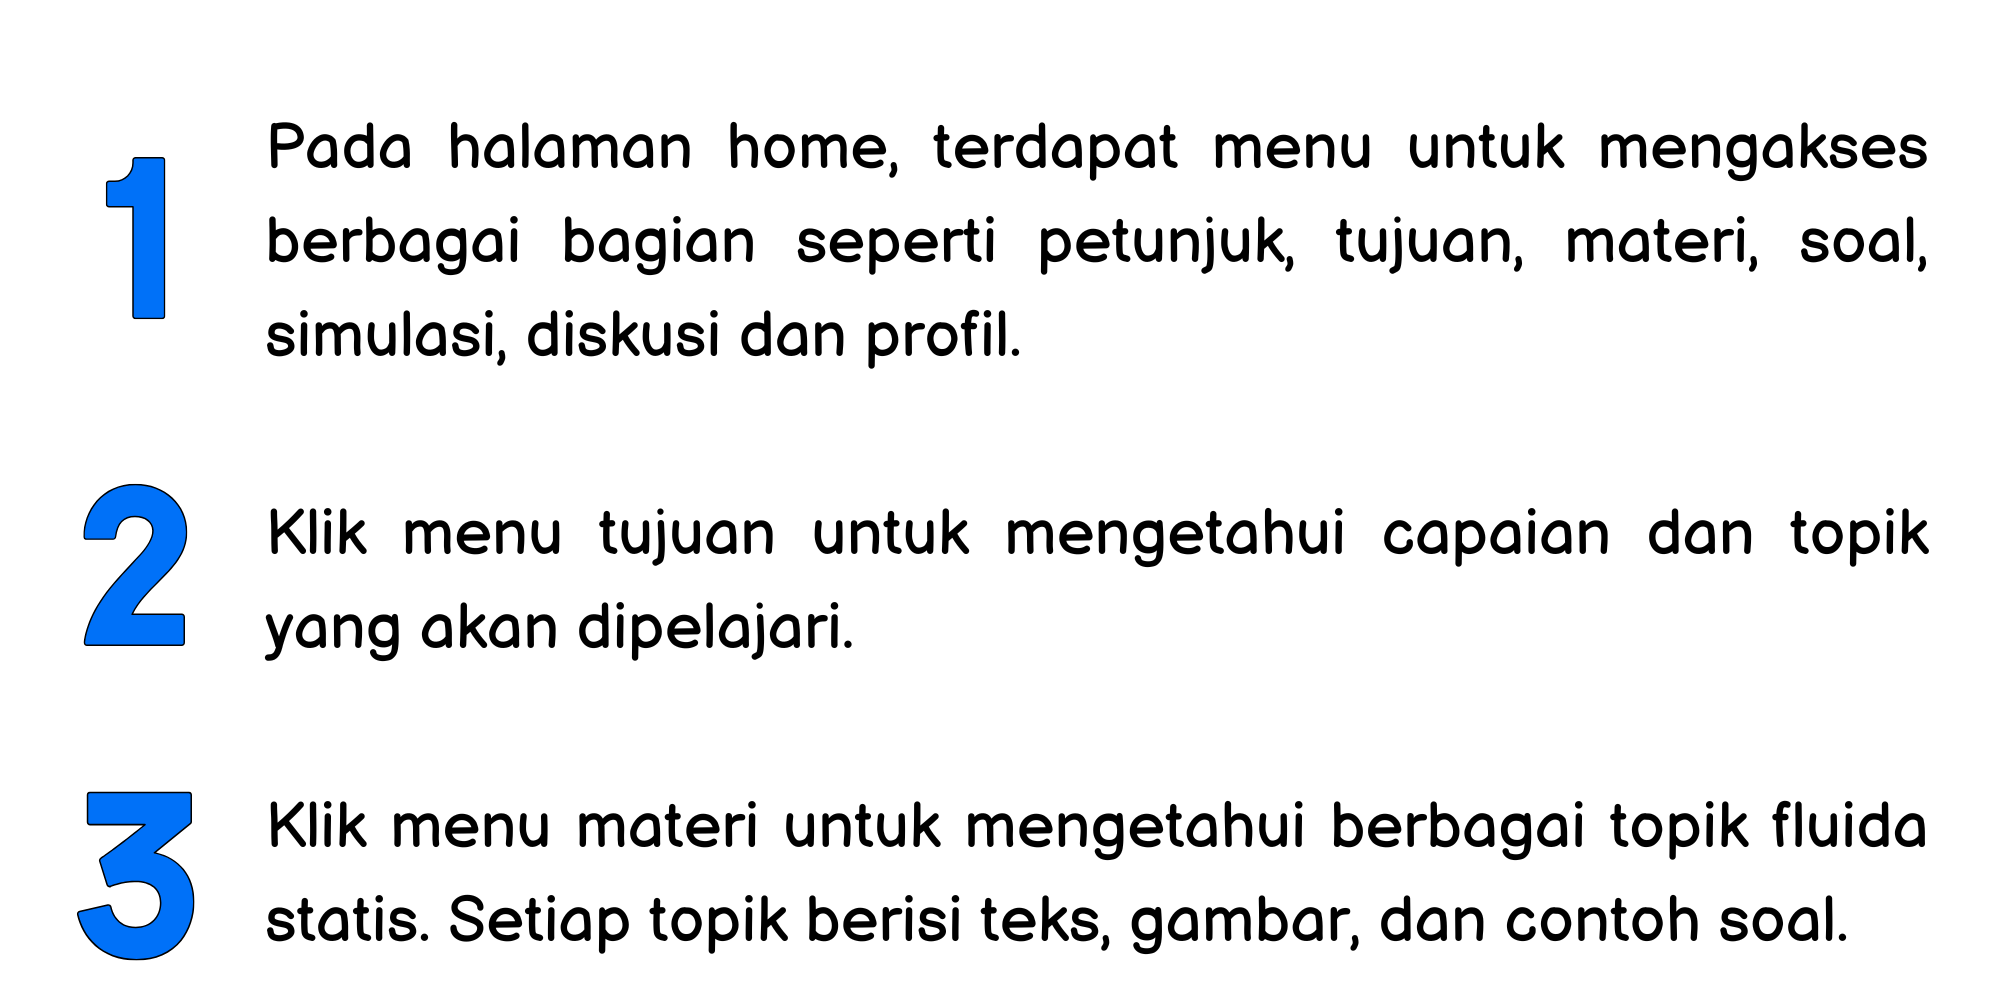 1
Pada halaman home, terdapat menu untuk mengakses
berbagai bagian seperti petunjuk, tujuan, materi, soal,
simulasi, diskusi dan profil.
2
Klik menu tujuan untuk mengetahui capaian dan topik
yang akan dipelajari.
3
Klik menu materi untuk mengetahui berbagai topik fluida
statis. Setiap topik berisi teks, gambar, dan contoh soal.